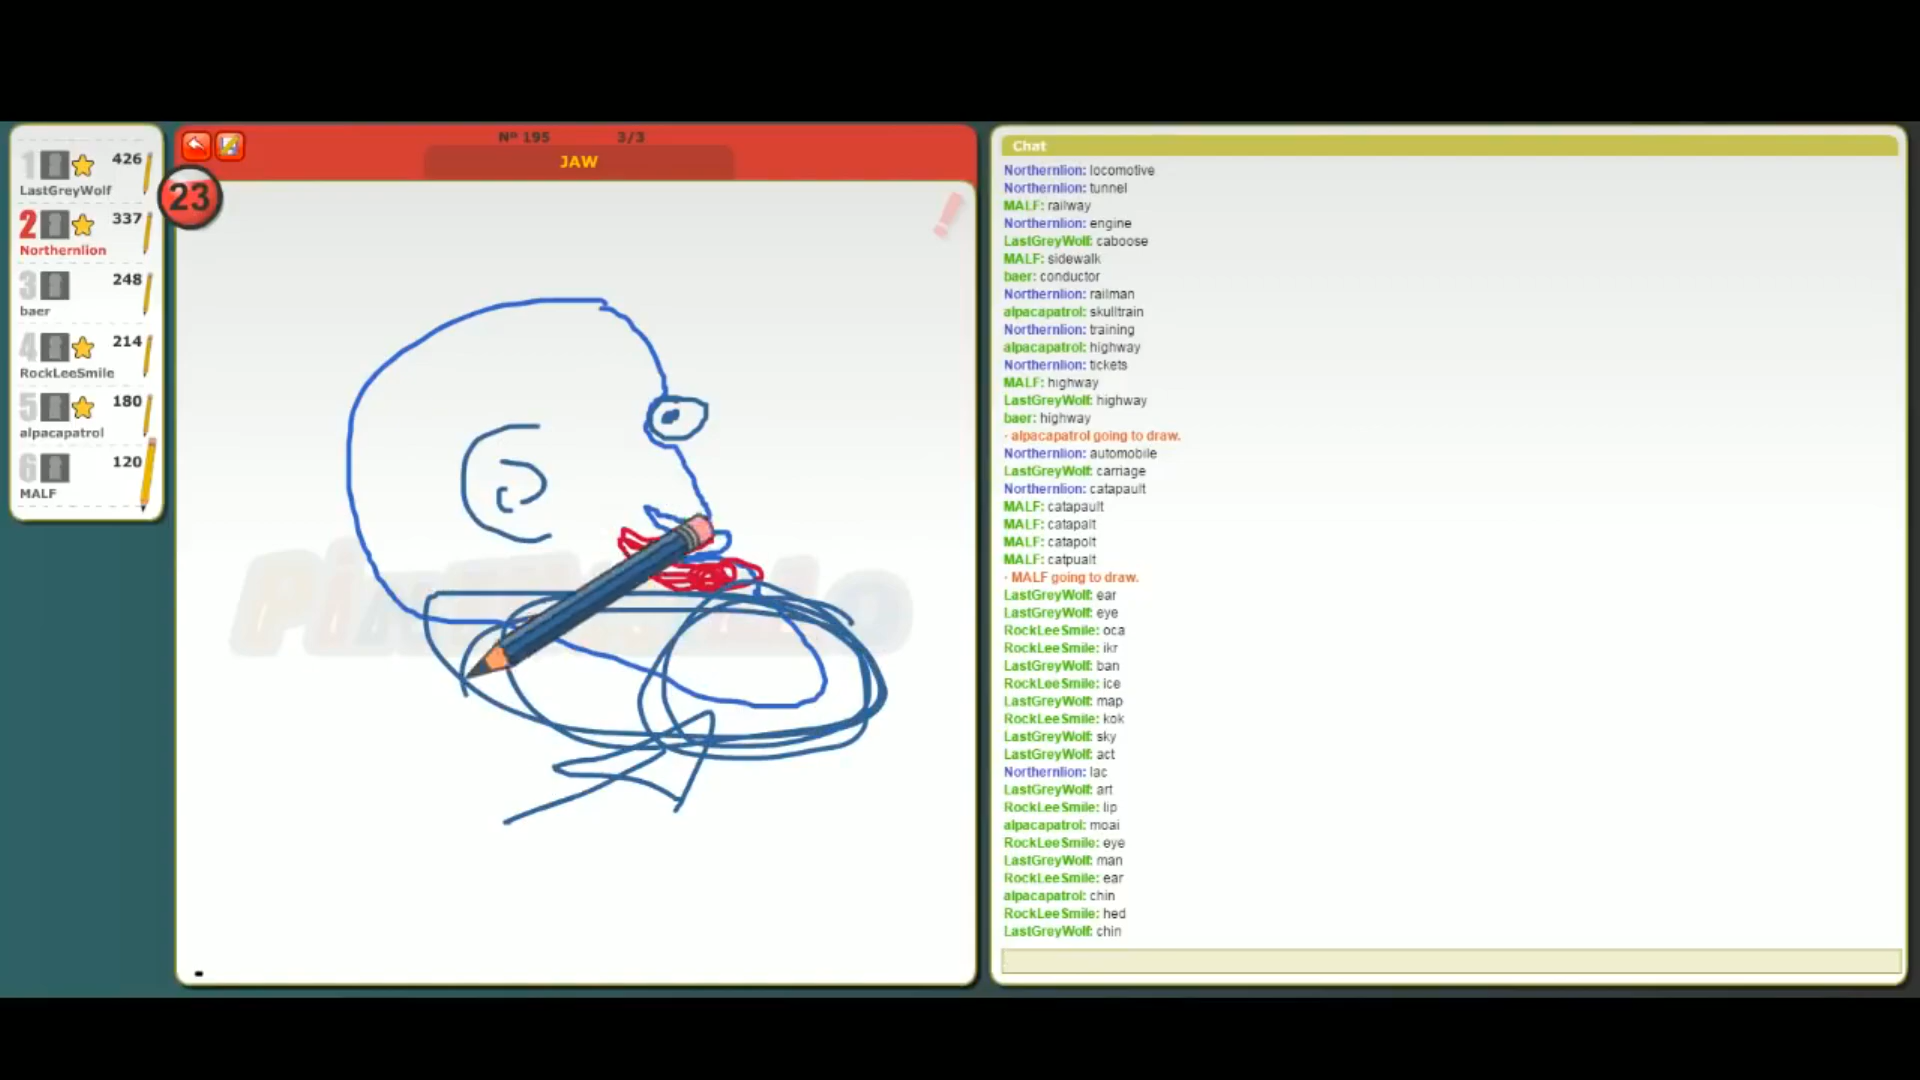 1 426
LastGreyWolf
2 337
Northernlion
3 248
baer
4 214
RockLeeSmile
5 180
alpacapatrol
6 120
MALF
23
Nº 195 3/3
JAW
!
Pinturillo
Chat
Northernlion: locomotive
Northernlion: tunnel
MALF: railway
Northernlion: engine
LastGreyWolf: caboose
MALF: sidewalk
baer: conductor
Northernlion: railman
alpacapatrol: skulltrain
Northernlion: training
alpacapatrol: highway
Northernlion: tickets
MALF: highway
LastGreyWolf: highway
baer: highway
· alpacapatrol going to draw.
Northernlion: automobile
LastGreyWolf: carriage
Northernlion: catapault
MALF: catapault
MALF: catapalt
MALF: catapolt
MALF: catpualt
· MALF going to draw.
LastGreyWolf: ear
LastGreyWolf: eye
RockLeeSmile: oca
RockLeeSmile: ikr
LastGreyWolf: ban
RockLeeSmile: ice
LastGreyWolf: map
RockLeeSmile: kok
LastGreyWolf: sky
LastGreyWolf: act
Northernlion: lac
LastGreyWolf: art
RockLeeSmile: lip
alpacapatrol: moai
RockLeeSmile: eye
LastGreyWolf: man
RockLeeSmile: ear
alpacapatrol: chin
RockLeeSmile: hed
LastGreyWolf: chin